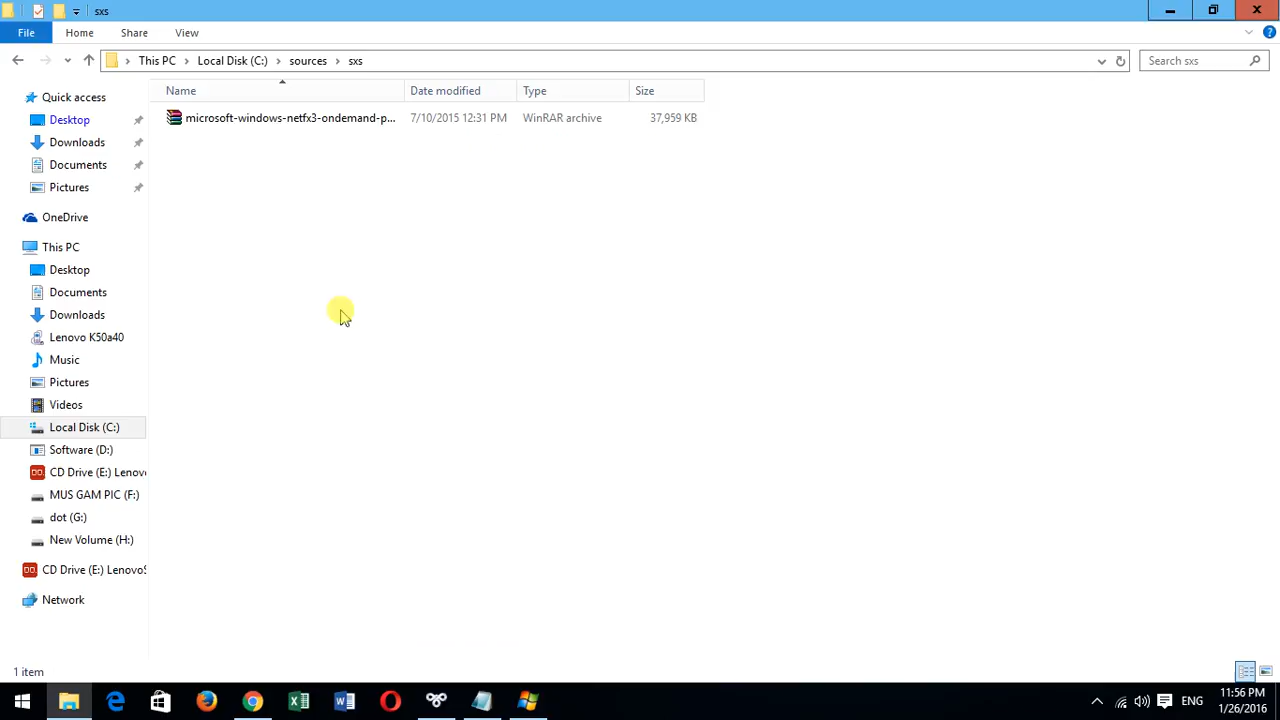 sxs
File Home Share View
This PC Local Disk (C:) sources sxs Search sxs
Name Date modified Type Size
microsoft-windows-netfx3-ondemand-p... 7/10/2015 12:31 PM WinRAR archive 37,959 KB
Quick access
Desktop
Downloads
Documents
Pictures
OneDrive
This PC
Desktop
Documents
Downloads
Lenovo K50a40
Music
Pictures
Videos
Local Disk (C:)
Software (D:)
CD Drive (E:) Lenovo
MUS GAM PIC (F:)
dot (G:)
New Volume (H:)
CD Drive (E:) LenovoS
Network
1 item
ENG 11:56 PM
1/26/2016